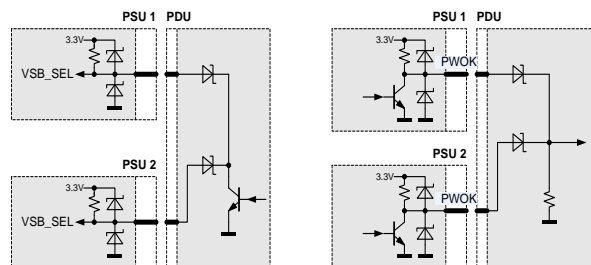 PSU 1 PDU
3.3V
VSB_SEL
PSU 2
3.3V
VSB_SEL
PSU 1 PDU
3.3V
PWOK
PSU 2
3.3V
PWOK